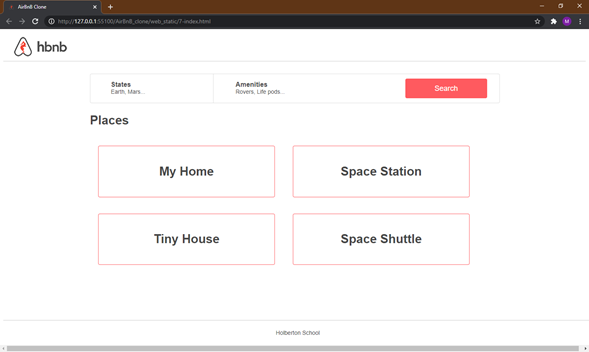 AirBnB Clone
http://127.0.0.1:55100/AirBnB_clone/web_static/7-index.html
hbnb
States
Earth, Mars...
Amenities
Rovers, Life pods...
Search
Places
My Home
Space Station
Tiny House
Space Shuttle
Holberton School